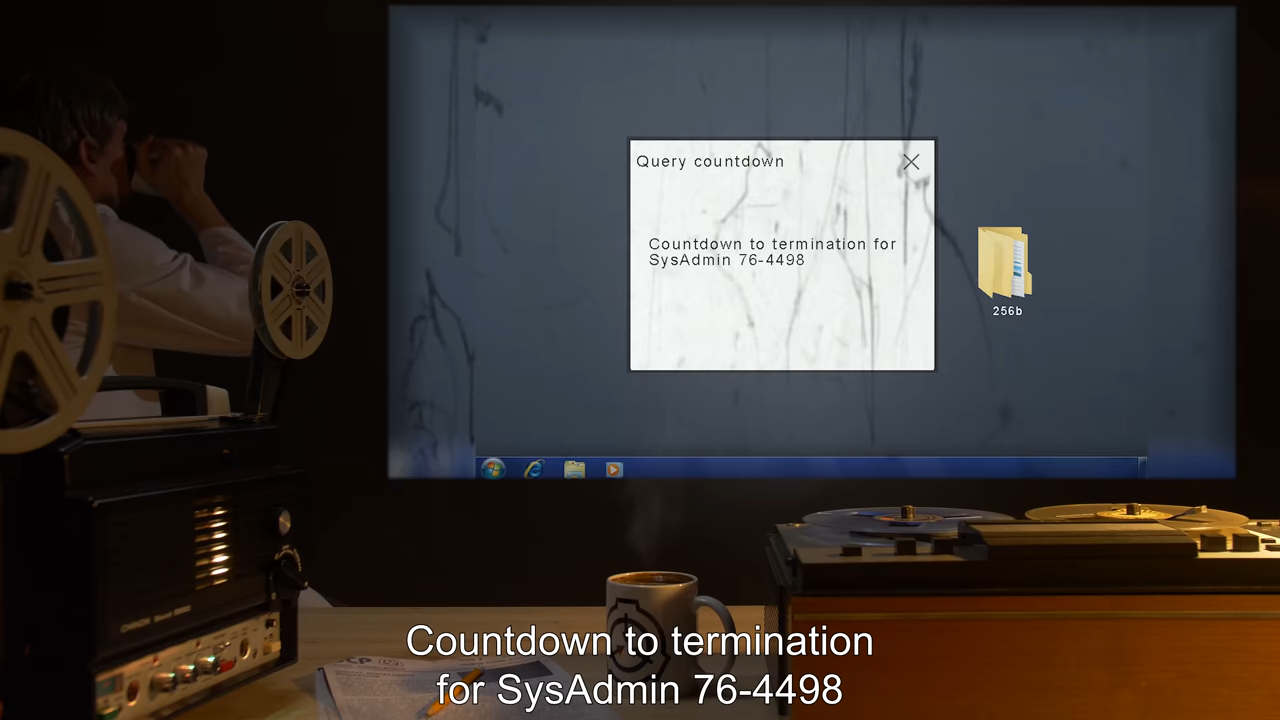 Query countdown
Countdown to termination for
SysAdmin 76-4498
256b
Countdown to termination
for SysAdmin 76-4498